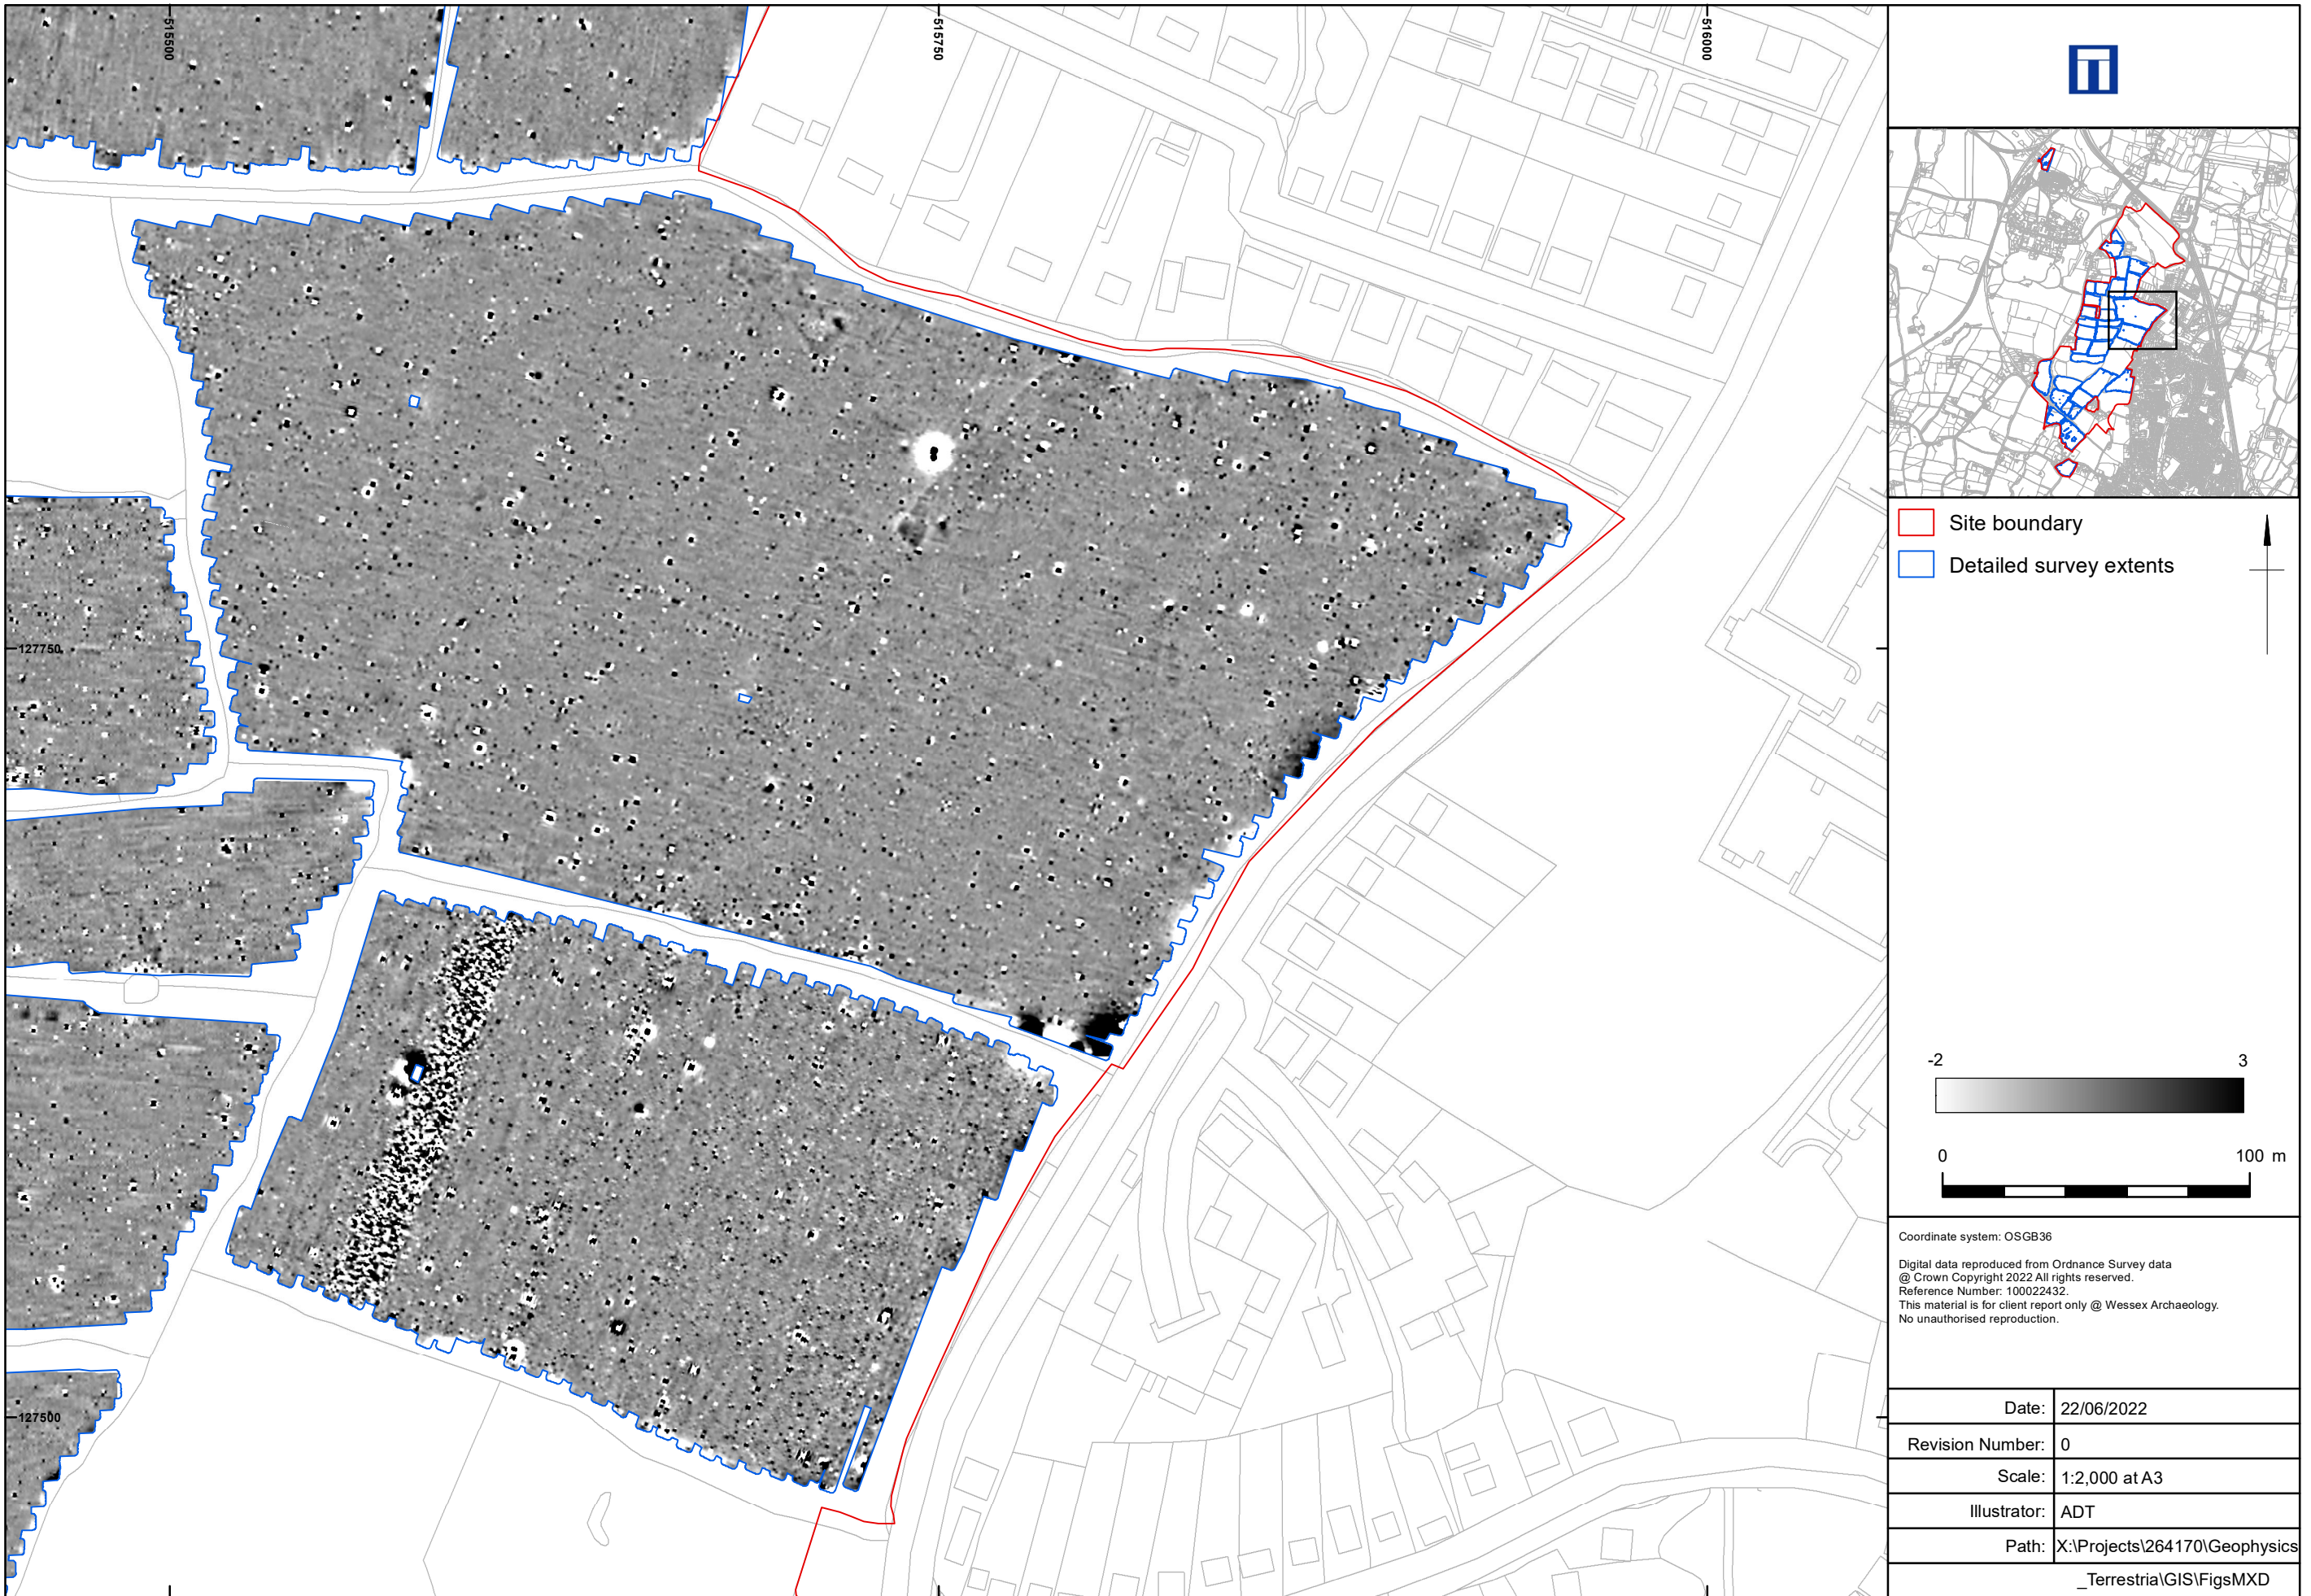 515500
515750
516000
127750
127500
Site boundary
Detailed survey extents
-2 3
0 100 m
Coordinate system: OSGB36
Digital data reproduced from Ordnance Survey data
@ Crown Copyright 2022 All rights reserved.
Reference Number: 100022432.
This material is for client report only @ Wessex Archaeology.
No unauthorised reproduction.
Date: 22/06/2022
Revision Number: 0
Scale: 1:2,000 at A3
Illustrator: ADT
Path: X:\Projects\264170\Geophysics
_Terrestria\GIS\FigsMXD